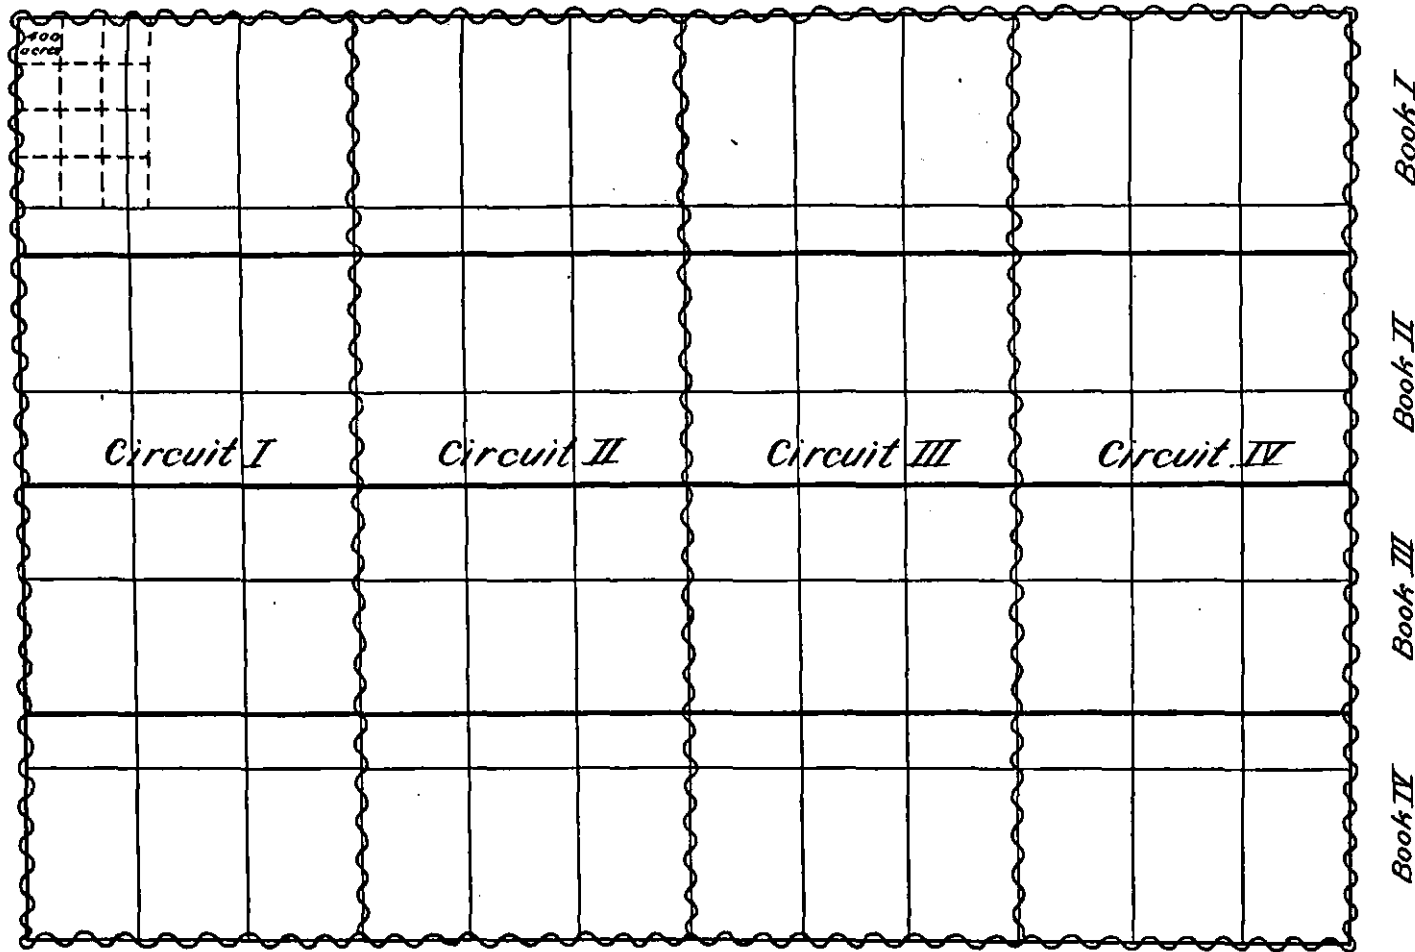 400
acres
Book I
Book II
Circuit I
Circuit II
Circuit III
Circuit. IV
Book III
Book IV